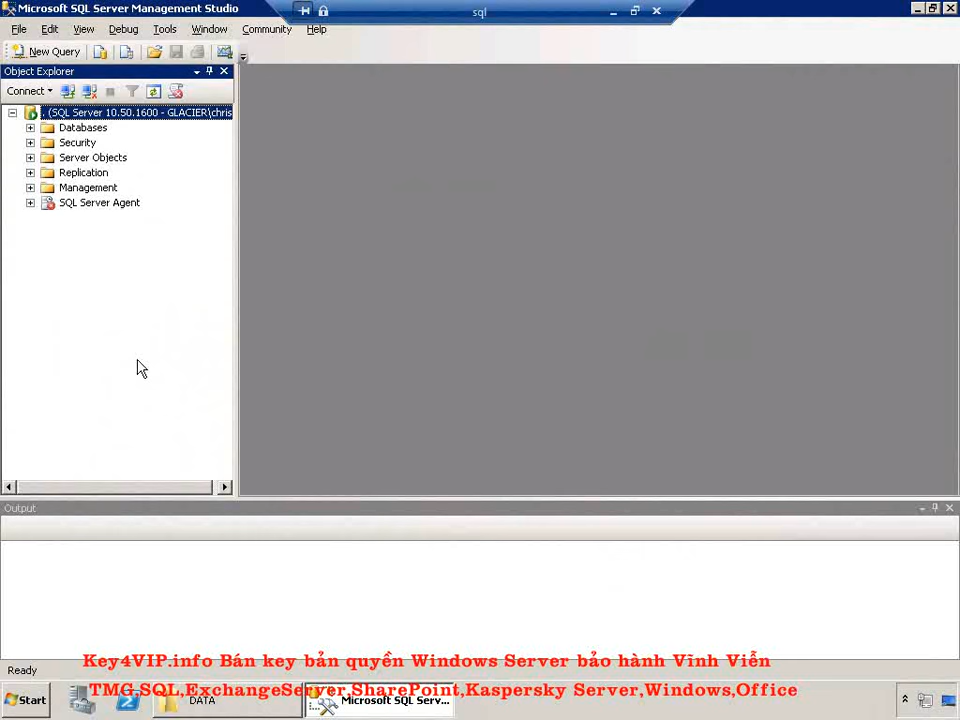 Microsoft SQL Server Management Studio
sql
File Edit View Debug Tools Window Community Help
New Query
Object Explorer
Connect
. (SQL Server 10.50.1600 - GLACIER\chris
Databases
Security
Server Objects
Replication
Management
SQL Server Agent
Output
Ready
Key4VIP.info Bán key bản quyền Windows Server bảo hành Vĩnh Viễn
TMG,SQL,ExchangeServer,SharePoint,Kaspersky Server,Windows,Office
Start
DATA
Microsoft SQL Serv...